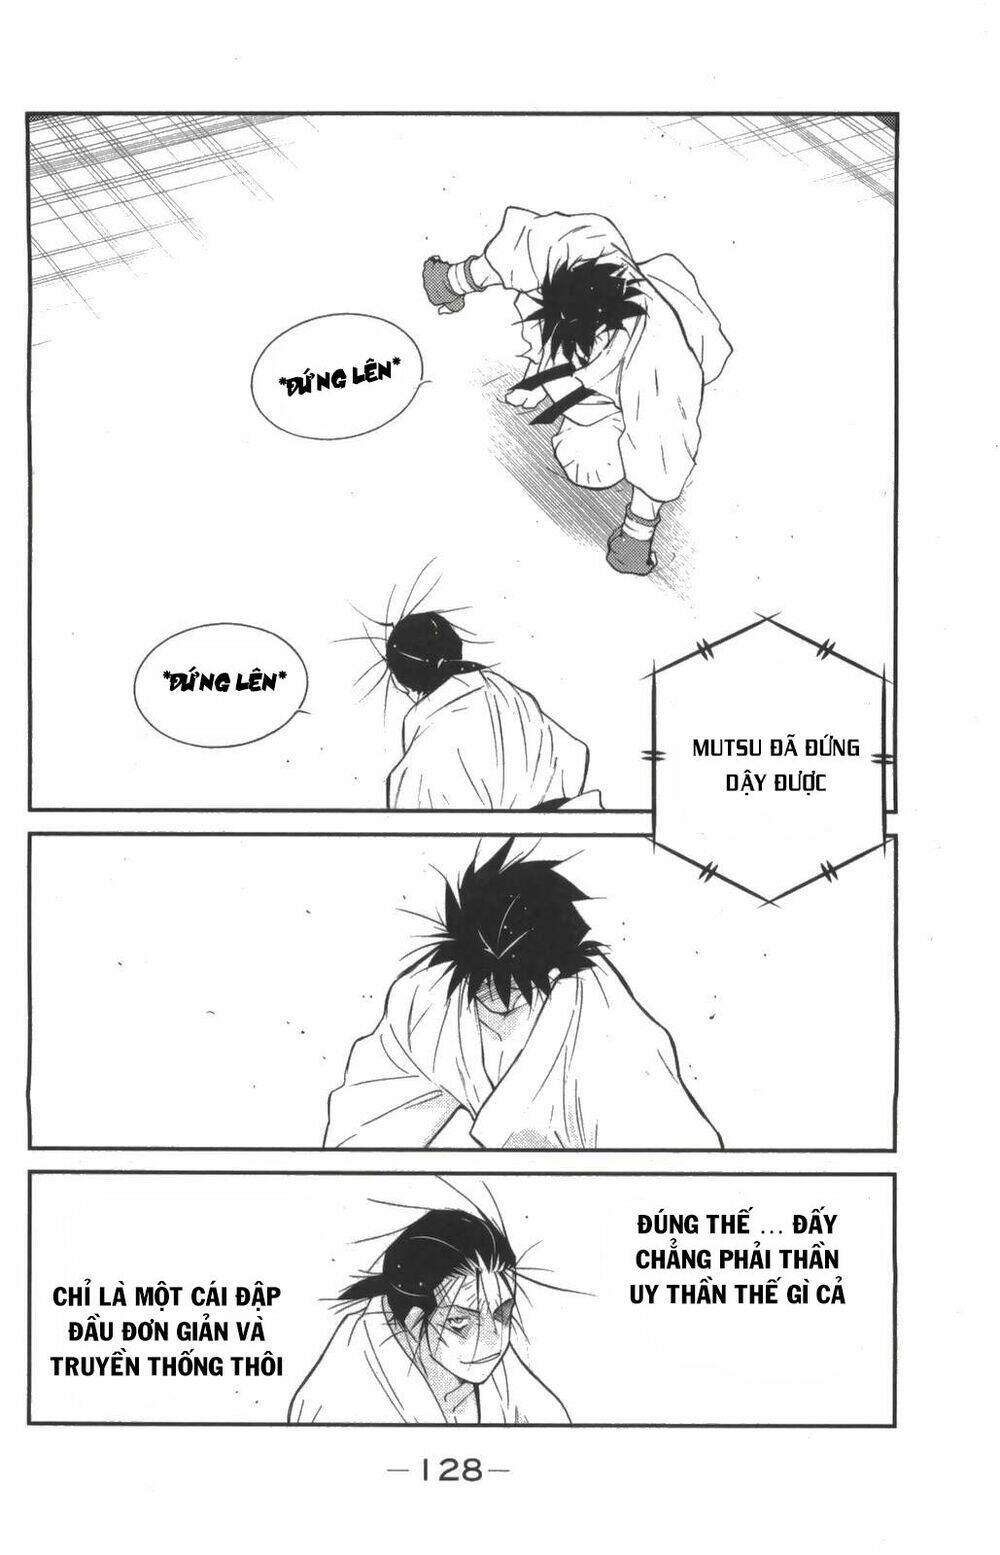 *ĐỨNG LÊN*
*ĐỨNG LÊN*
MUTSU ĐÃ ĐỨNG
DẬY ĐƯỢC
ĐÚNG THẾ ... ĐẤY
CHẲNG PHẢI THẦN
UY THẦN THẾ GÌ CẢ
CHỈ LÀ MỘT CÁI ĐẬP
ĐẦU ĐƠN GIẢN VÀ
TRUYỀN THỐNG THÔI
—128—